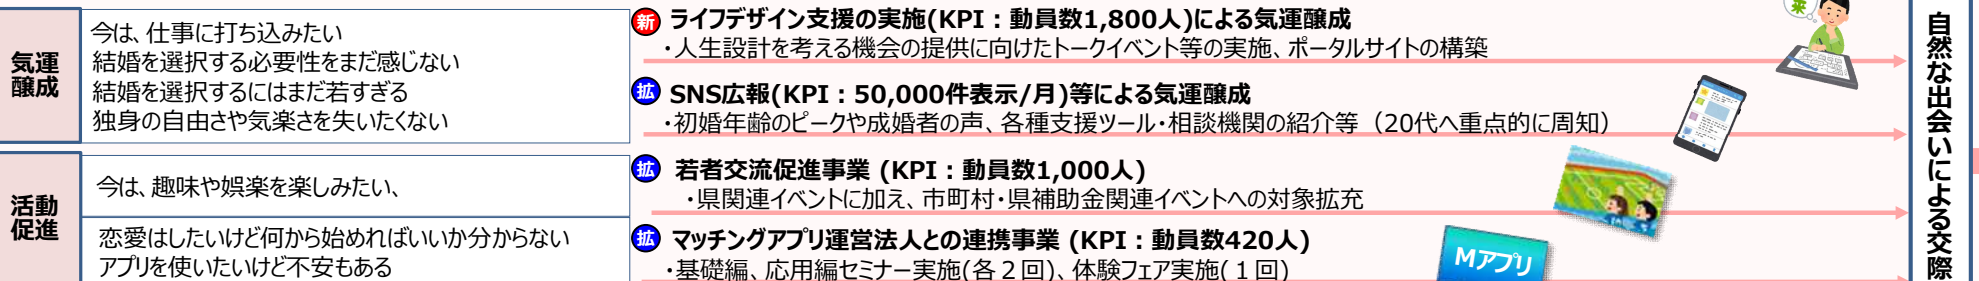 気運
醸成
今は、仕事に打ち込みたい
結婚を選択する必要性をまだ感じない
結婚を選択するにはまだ若すぎる
独身の自由さや気楽さを失いたくない
新 ライフデザイン支援の実施(KPI：動員数1,800人)による気運醸成
・人生設計を考える機会の提供に向けたトークイベント等の実施、ポータルサイトの構築
拡 SNS広報(KPI：50,000件表示/月)等による気運醸成
・初婚年齢のピークや成婚者の声、各種支援ツール・相談機関の紹介等（20代へ重点的に周知）
活動
促進
今は、趣味や娯楽を楽しみたい、
拡 若者交流促進事業 (KPI：動員数1,000人)
・県関連イベントに加え、市町村・県補助金関連イベントへの対象拡充
恋愛はしたいけど何から始めればいいか分からない
アプリを使いたいけど不安もある
拡 マッチングアプリ運営法人との連携事業 (KPI：動員数420人)
・基礎編、応用編セミナー実施(各２回)、体験フェア実施(１回)
Mアプリ
来
自然な出会いによる交際